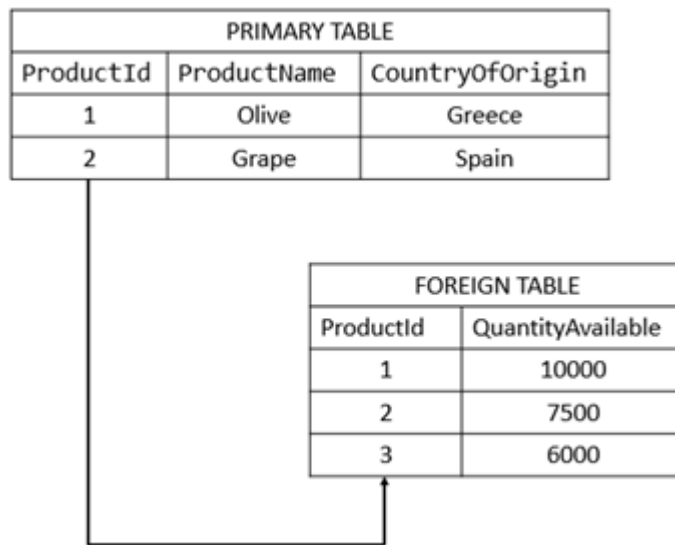 PRIMARY TABLE
ProductId ProductName CountryOfOrigin
1 Olive Greece
2 Grape Spain
FOREIGN TABLE
ProductId QuantityAvailable
1 10000
2 7500
3 6000